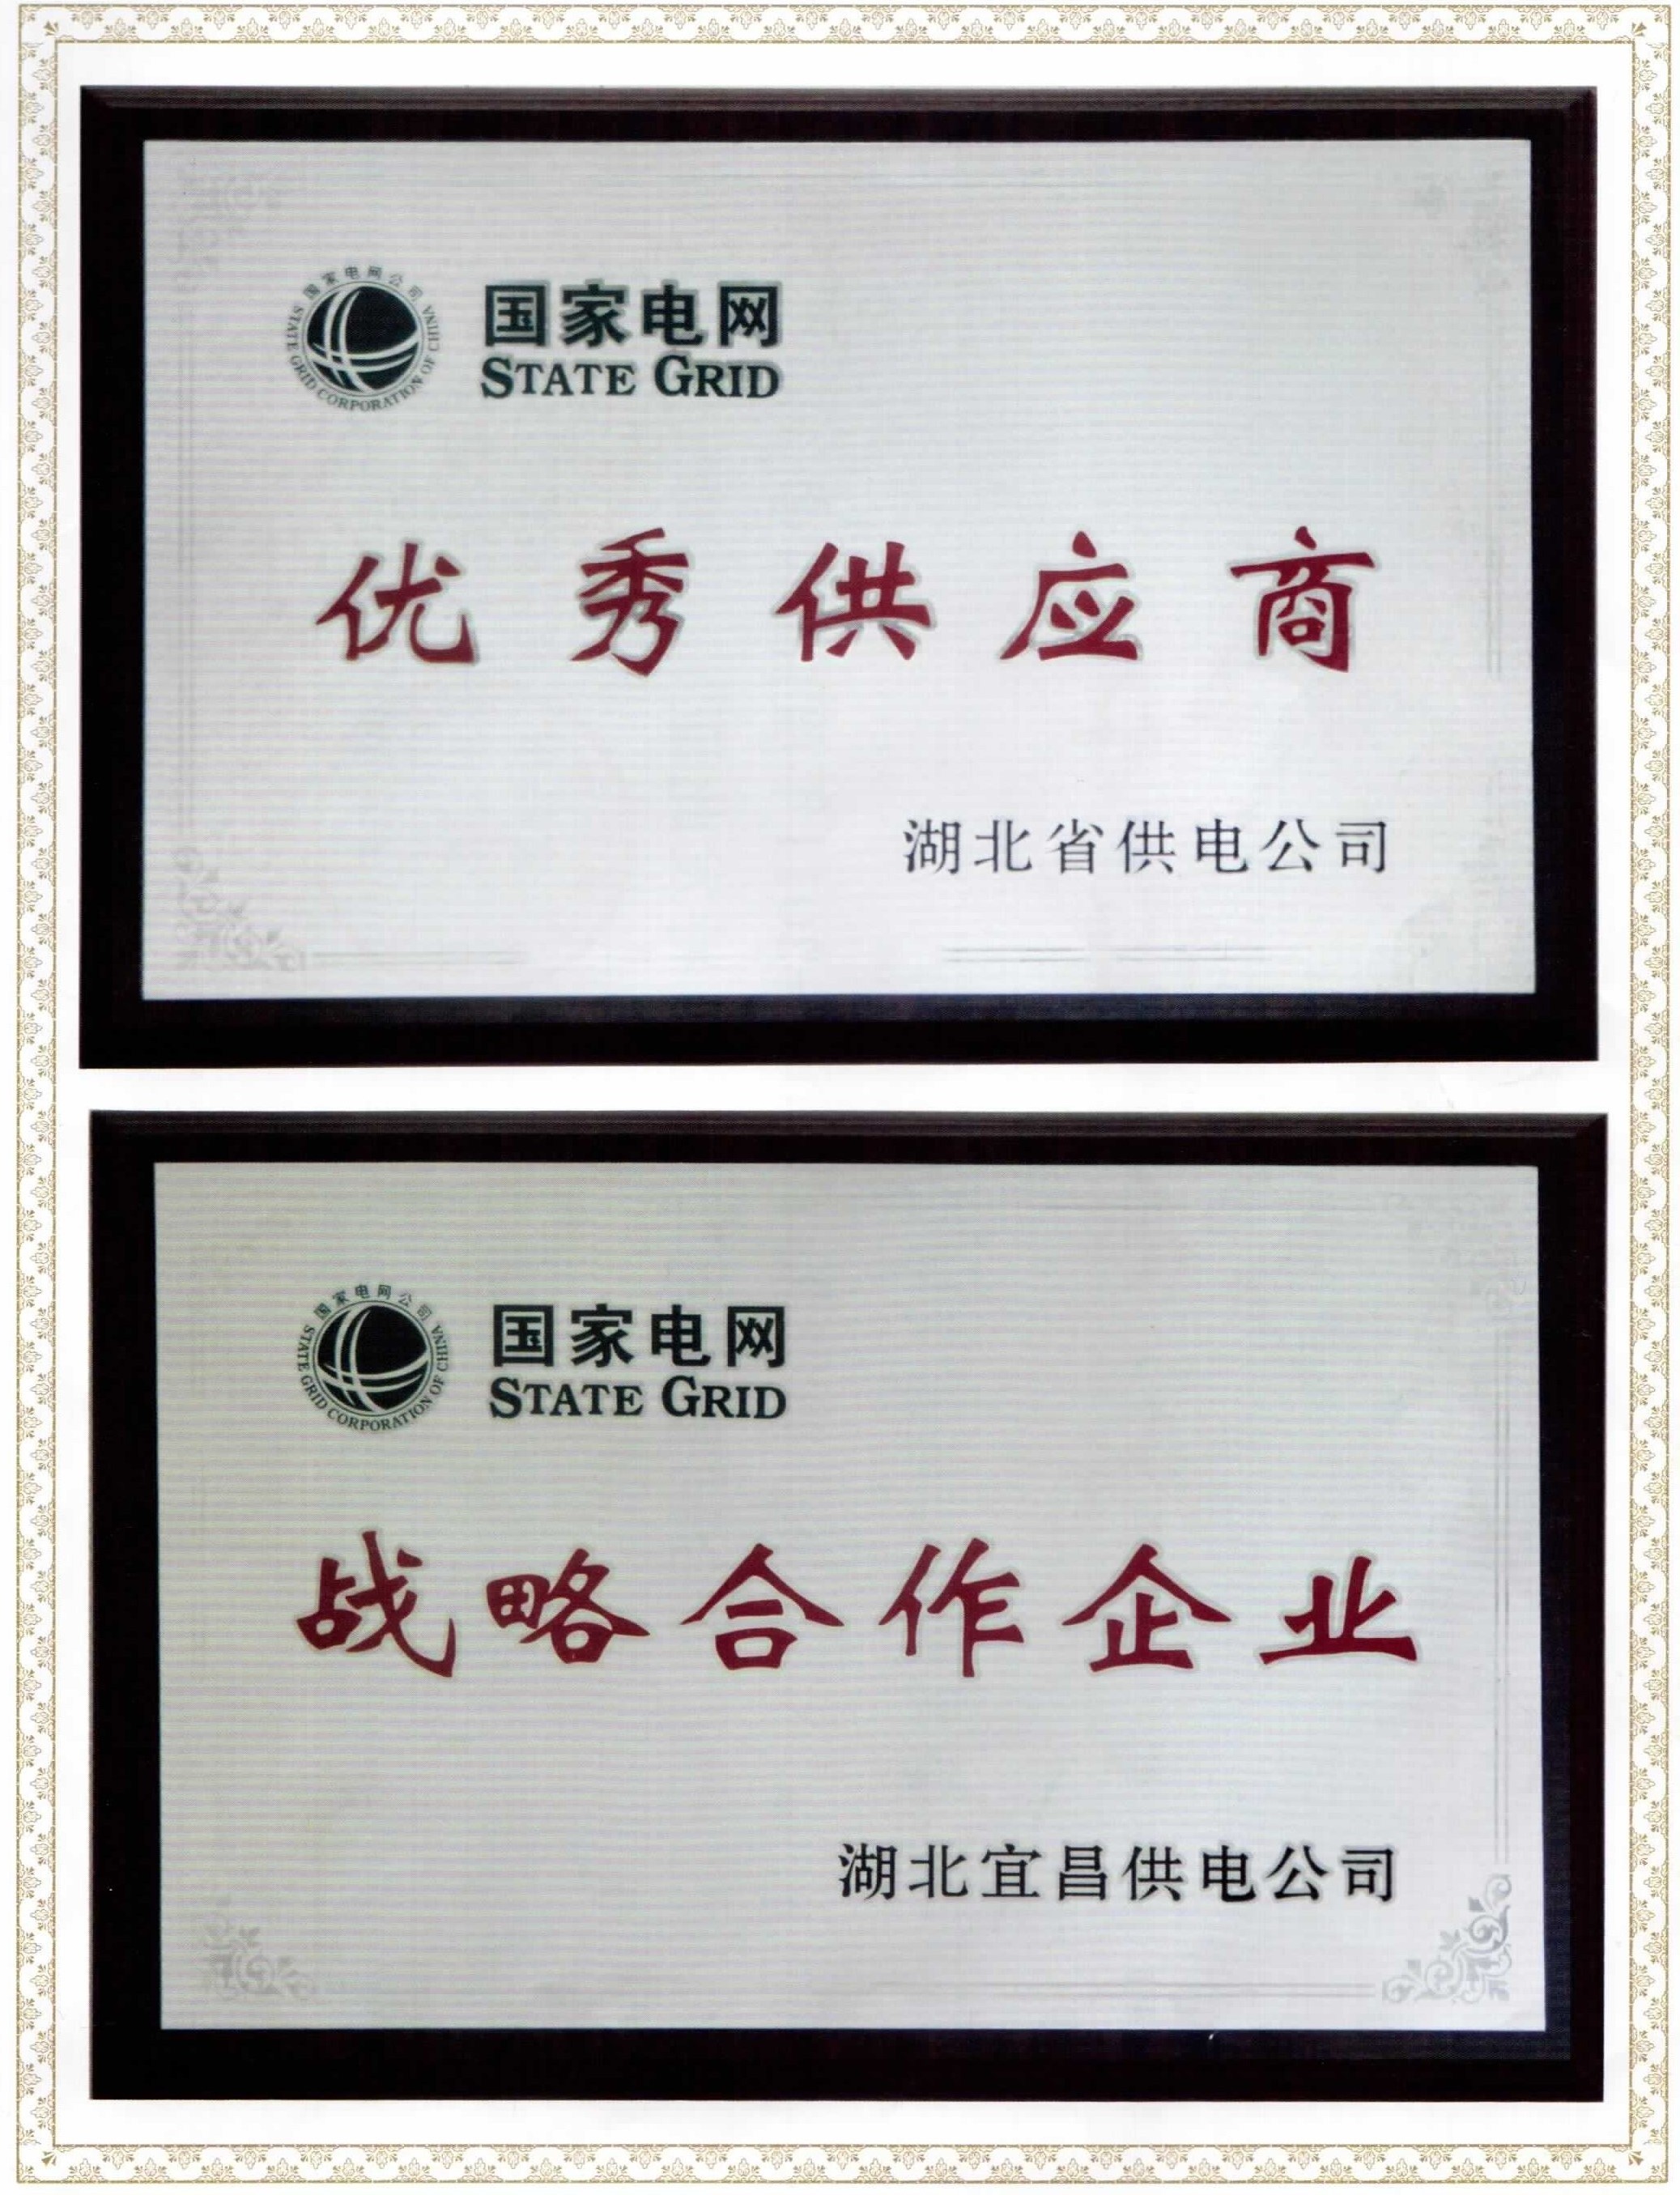 国家电网公司
STATE GRID CORPORATION OF CHINA
国家电网
STATE GRID
优秀供应商
湖北省供电公司
国家电网公司
STATE GRID CORPORATION OF CHINA
国家电网
STATE GRID
战略合作企业
湖北宜昌供电公司